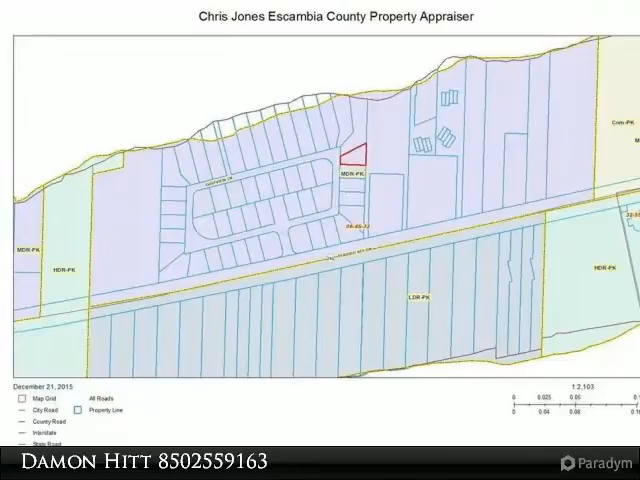 Chris Jones Escambia County Property Appraiser
Com-PK
MDR-PK
MDR-PK
HDR-PK
HDR-PK
LDR-PK
December 21, 2015
Map Grid
All Roads
City Road
Property Line
County Road
Interstate
State Road
1:2,103
0 0.025 0.05
0 0.04 0.08
Damon Hitt 8502559163
Paradym